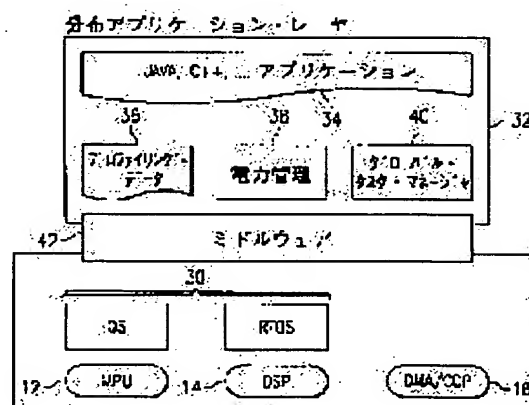 分布アプリケーション・レーヤ
JAVA, C++ ... アプリケーション
36 38 34 40 32
プロファイリング・データ
電力管理
グローバル・タスク・マネージャ
42 ミドルウェア
30
OS RTOS
12 MPU 14 DSP DMA/CCP 18